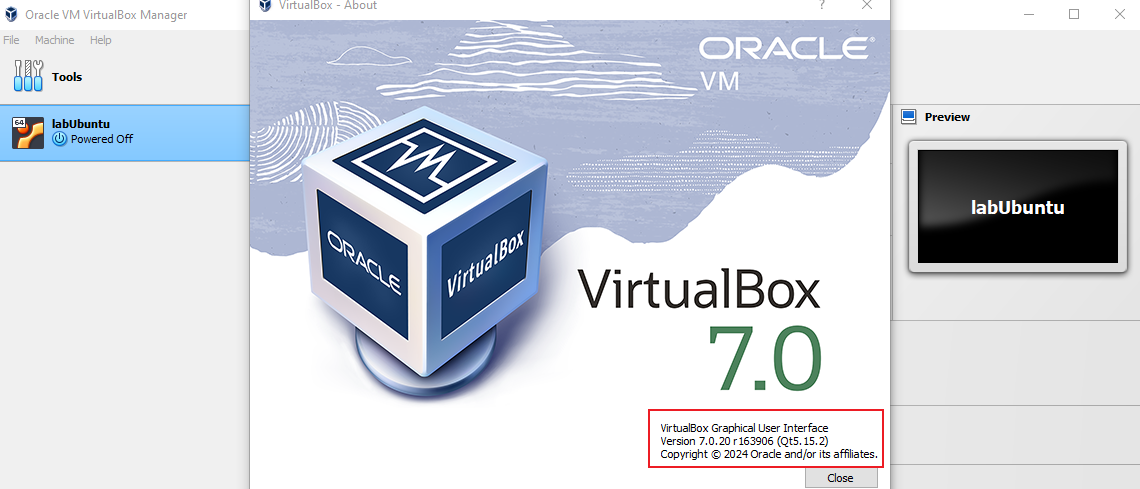 Oracle VM VirtualBox Manager
File Machine Help
Tools
64
labUbuntu
Powered Off
VirtualBox - About
?
ORACLE®
VM
VM
ORACLE
VirtualBox
VirtualBox
7.0
VirtualBox Graphical User Interface
Version 7.0.20 r163906 (Qt5.15.2)
Copyright © 2024 Oracle and/or its affiliates.
Close
Preview
labUbuntu